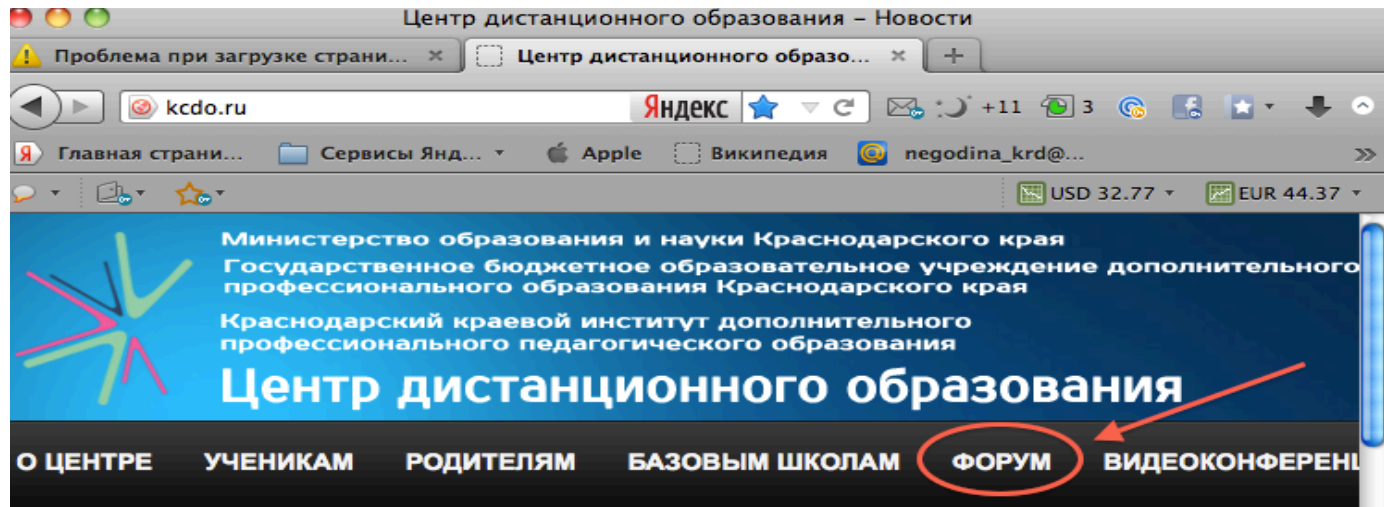 Центр дистанционного образования – Новости
Проблема при загрузке страни...
Центр дистанционного образо...
kcdo.ru
Яндекс
+11
3
Главная страни...
Сервисы Янд...
Apple
Википедия
negodina_krd@...
USD 32.77
EUR 44.37
Министерство образования и науки Краснодарского края
Государственное бюджетное образовательное учреждение дополнительного
профессионального образования Краснодарского края
Краснодарский краевой институт дополнительного
профессионального педагогического образования
Центр дистанционного образования
О ЦЕНТРЕ УЧЕНИКАМ РОДИТЕЛЯМ БАЗОВЫМ ШКОЛАМ ФОРУМ ВИДЕОКОНФЕРЕНЦ